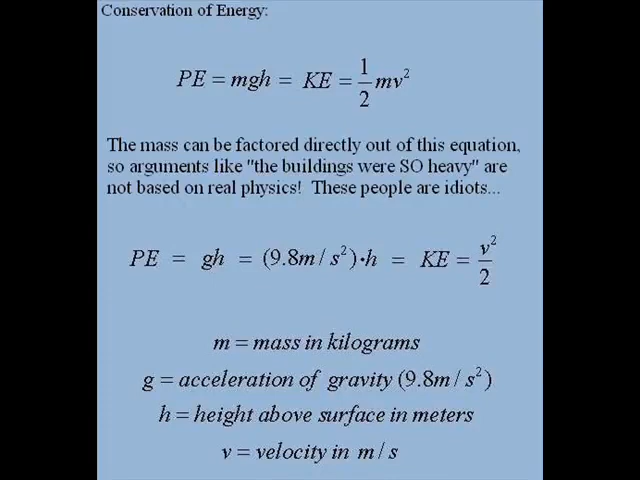 Conservation of Energy:
PE = mgh = KE = 1/2 mv²
The mass can be factored directly out of this equation,
so arguments like "the buildings were SO heavy" are
not based on real physics! These people are idiots...
PE = gh = (9.8m/s²)·h = KE = v²/2
m = mass in kilograms
g = acceleration of gravity (9.8m/s²)
h = height above surface in meters
v = velocity in m/s